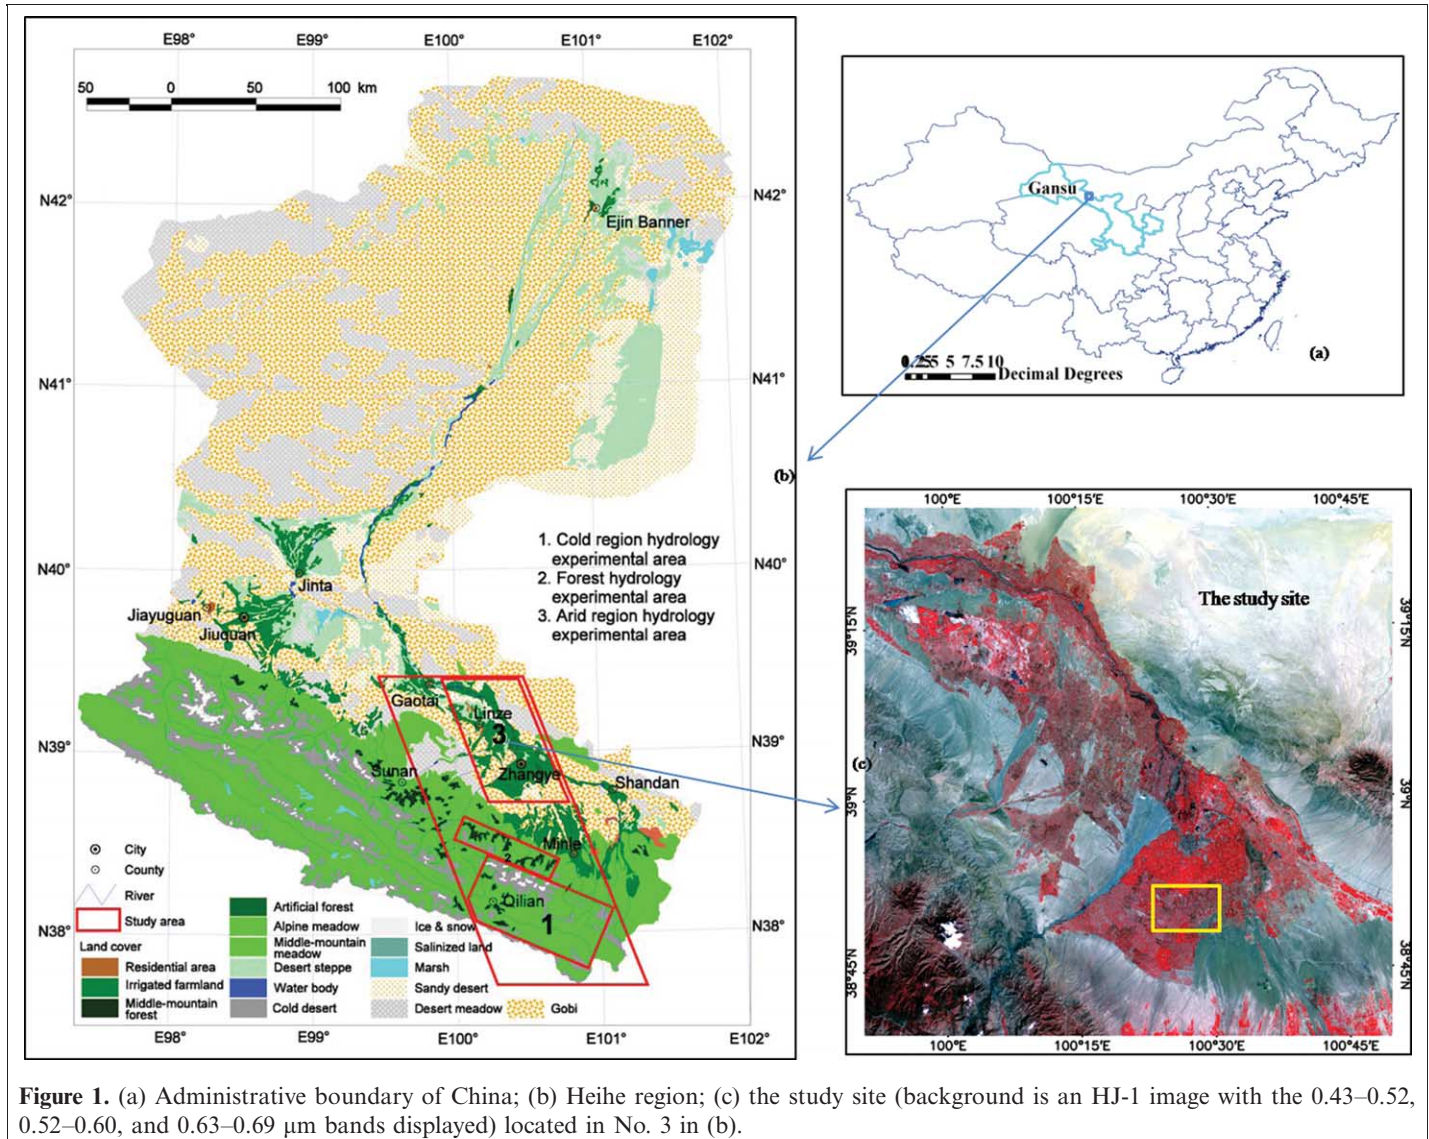 E98° E99° E100° E101° E102°
50 0 50 100 km
N42° N42°
Ejin Banner
N41° N41°
(b)
1. Cold region hydrology
experimental area
2. Forest hydrology
experimental area
3. Arid region hydrology
experimental area
N40° N40°
Jinta
Jiayuguan
Jiuquan
Gaotai
Linze
3
N39° N39°
Zhangye
Sunan
Shandan
Minle
2
Qilian
1
N38° N38°
City
County
River
Study area
Land cover
Residential area
Irrigated farmland
Middle-mountain
forest
Artificial forest
Alpine meadow
Middle-mountain
meadow
Desert steppe
Water body
Cold desert
Ice & snow
Salinized land
Marsh
Sandy desert
Desert meadow
Gobi
E98° E99° E100° E101° E102°
Gansu
(a)
5 7.5 10
Decimal Degrees
100°E 100°15'E 100°30'E 100°45'E
The study site
39°15'N 39°15'N
(c)
39°N 39°N
38°45'N 38°45'N
100°E 100°15'E 100°30'E 100°45'E
Figure 1. (a) Administrative boundary of China; (b) Heihe region; (c) the study site (background is an HJ-1 image with the 0.43–0.52,
0.52–0.60, and 0.63–0.69 μm bands displayed) located in No. 3 in (b).